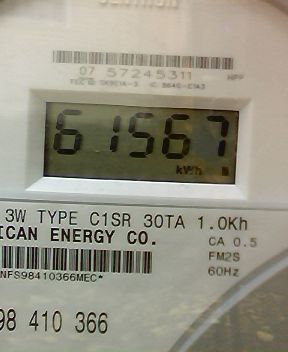 07 57245311 HPP
61567
kWh
3W TYPE C1SR 30TA 1.0Kh
ICAN ENERGY CO.
CA 0.5
FM2S
60Hz
NFS98410366MEC*
98 410 366